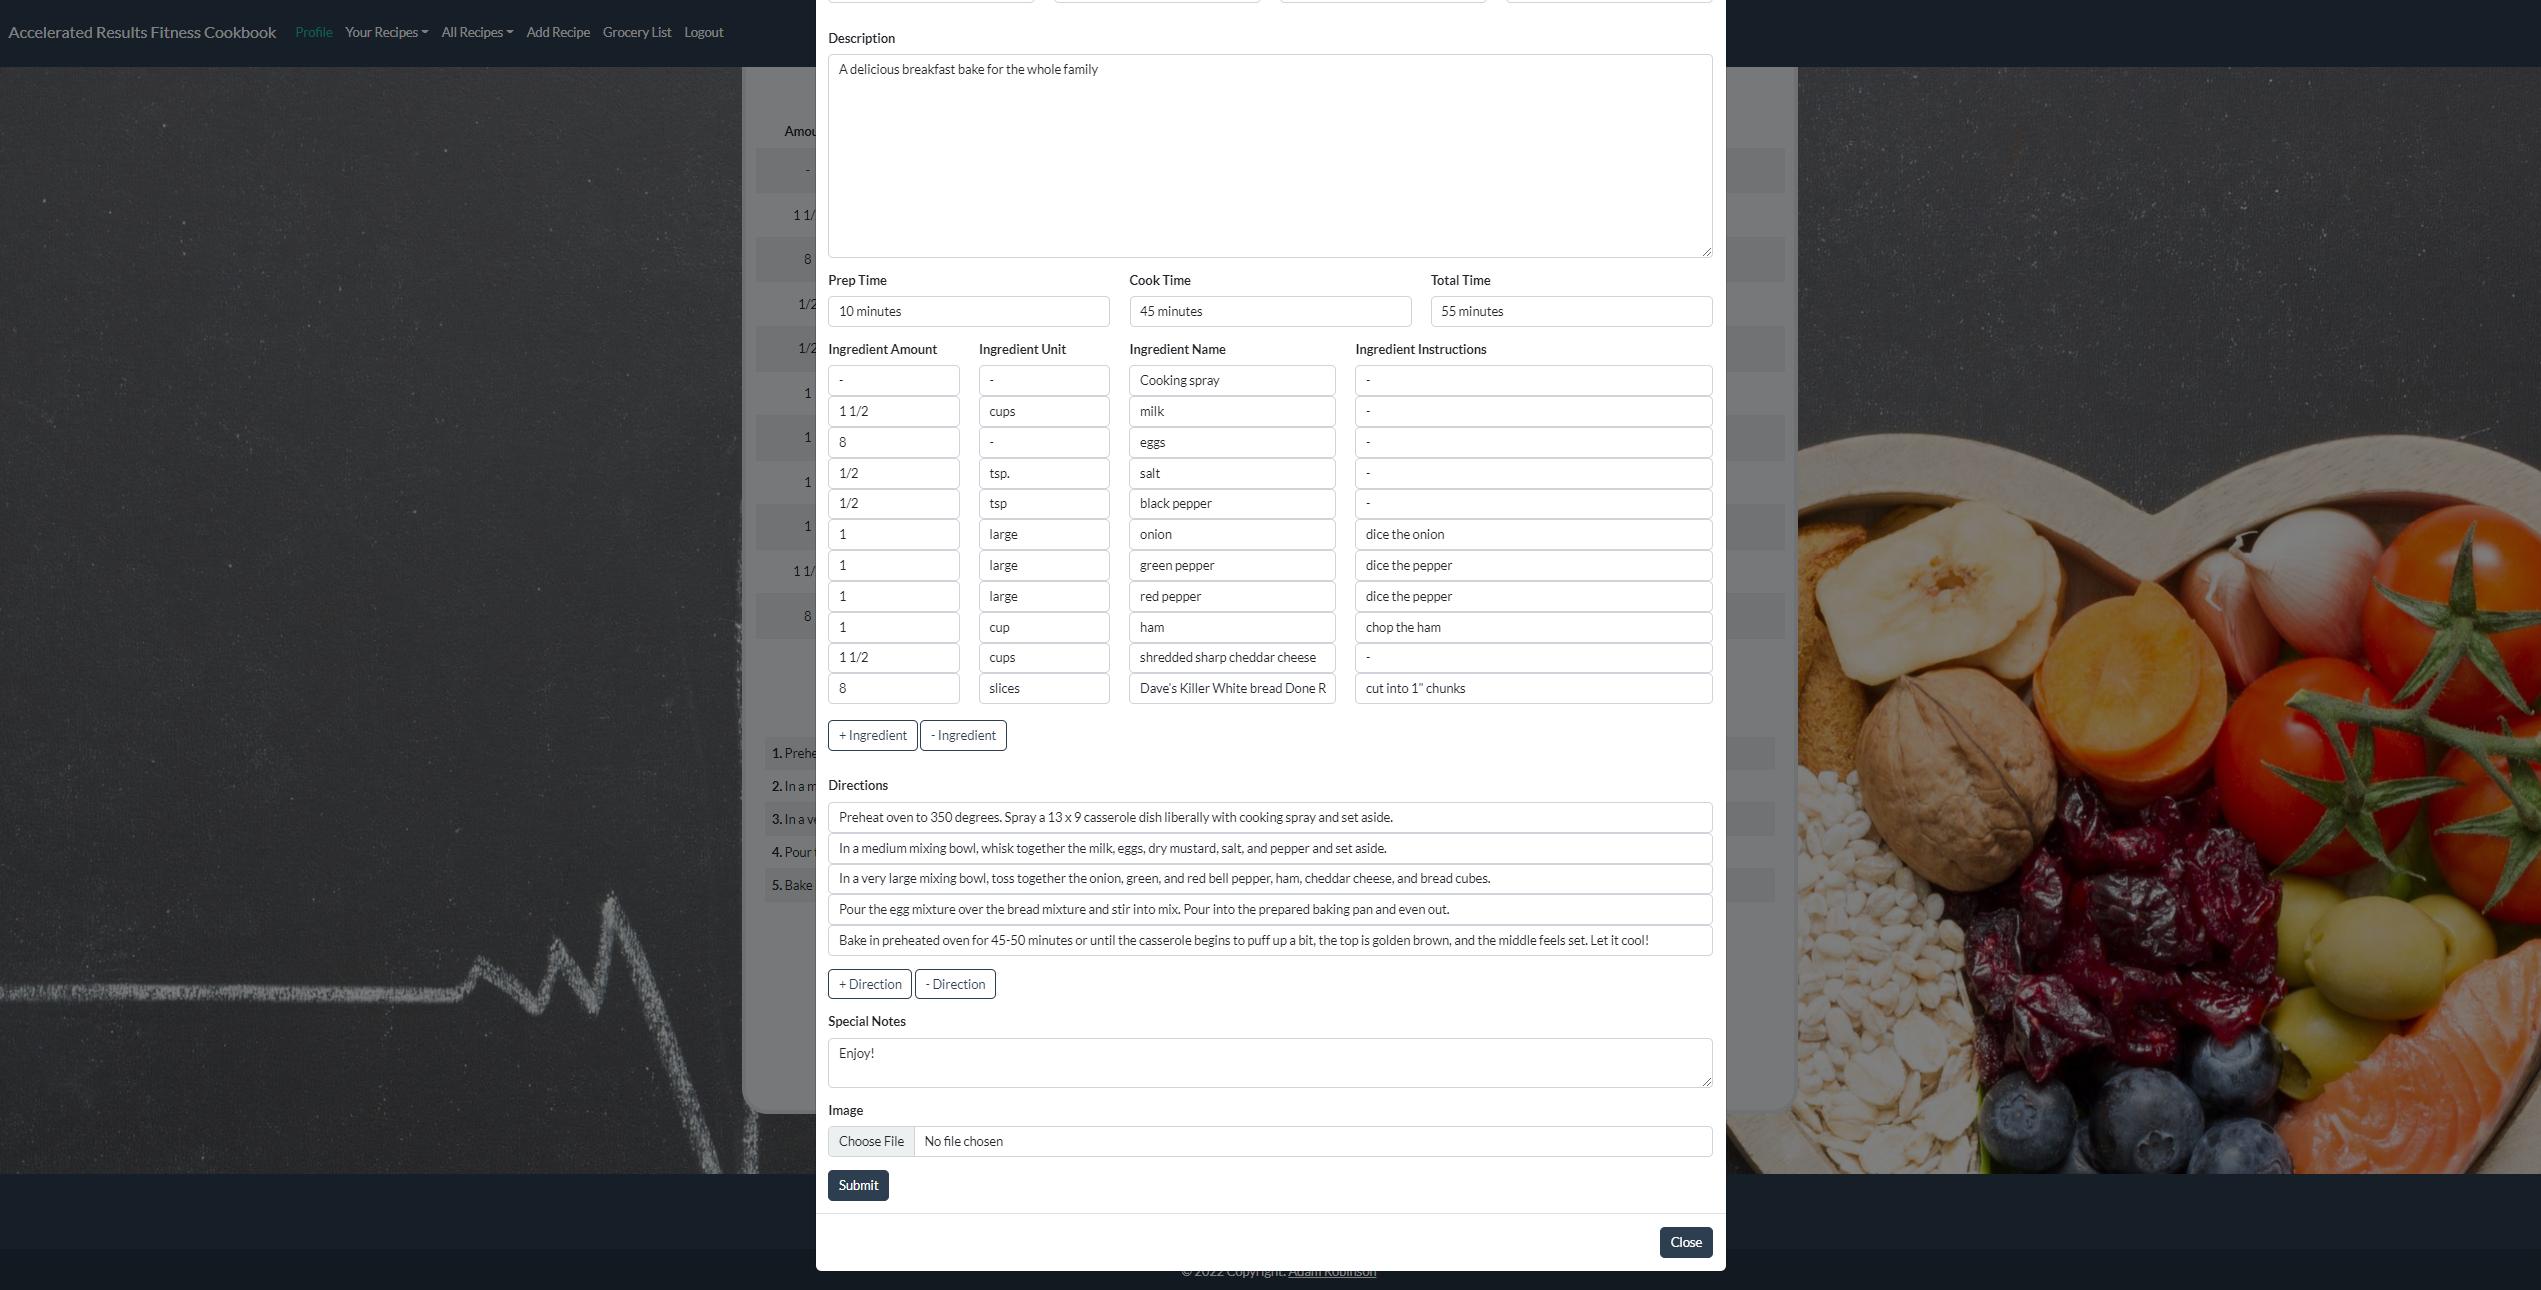 Accelerated Results Fitness Cookbook Profile Your Recipes All Recipes Add Recipe Grocery List Logout
Description
A delicious breakfast bake for the whole family
Prep Time Cook Time Total Time
10 minutes 45 minutes 55 minutes
Ingredient Amount Ingredient Unit Ingredient Name Ingredient Instructions
- - Cooking spray -
1 1/2 cups milk -
8 - eggs -
1/2 tsp. salt -
1/2 tsp black pepper -
1 large onion dice the onion
1 large green pepper dice the pepper
1 large red pepper dice the pepper
1 cup ham chop the ham
1 1/2 cups shredded sharp cheddar cheese -
8 slices Dave's Killer White bread Done R cut into 1" chunks
+ Ingredient - Ingredient
Directions
Preheat oven to 350 degrees. Spray a 13 x 9 casserole dish liberally with cooking spray and set aside.
In a medium mixing bowl, whisk together the milk, eggs, dry mustard, salt, and pepper and set aside.
In a very large mixing bowl, toss together the onion, green, and red bell pepper, ham, cheddar cheese, and bread cubes.
Pour the egg mixture over the bread mixture and stir into mix. Pour into the prepared baking pan and even out.
Bake in preheated oven for 45-50 minutes or until the casserole begins to puff up a bit, the top is golden brown, and the middle feels set. Let it cool!
+ Direction - Direction
Special Notes
Enjoy!
Image
Choose File No file chosen
Submit
Close
Amou
-
1 1/
8
1/2
1/2
1
1
1
1
1 1/
8
1. Prehe
2. In a m
3. In a ve
4. Pour t
5. Bake
© 2022 Copyright: Adam Robinson